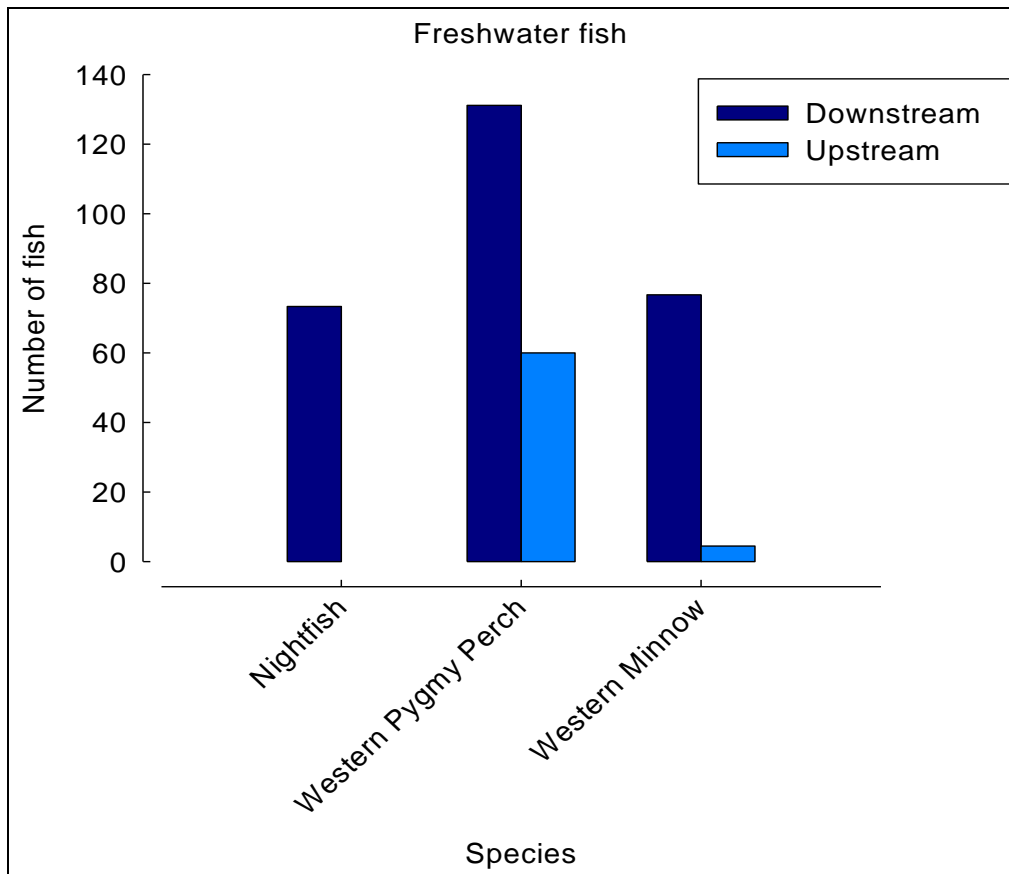 Freshwater fish
Downstream
Upstream
Number of fish
140
120
100
80
60
40
20
0
Nightfish
Western Pygmy Perch
Western Minnow
Species